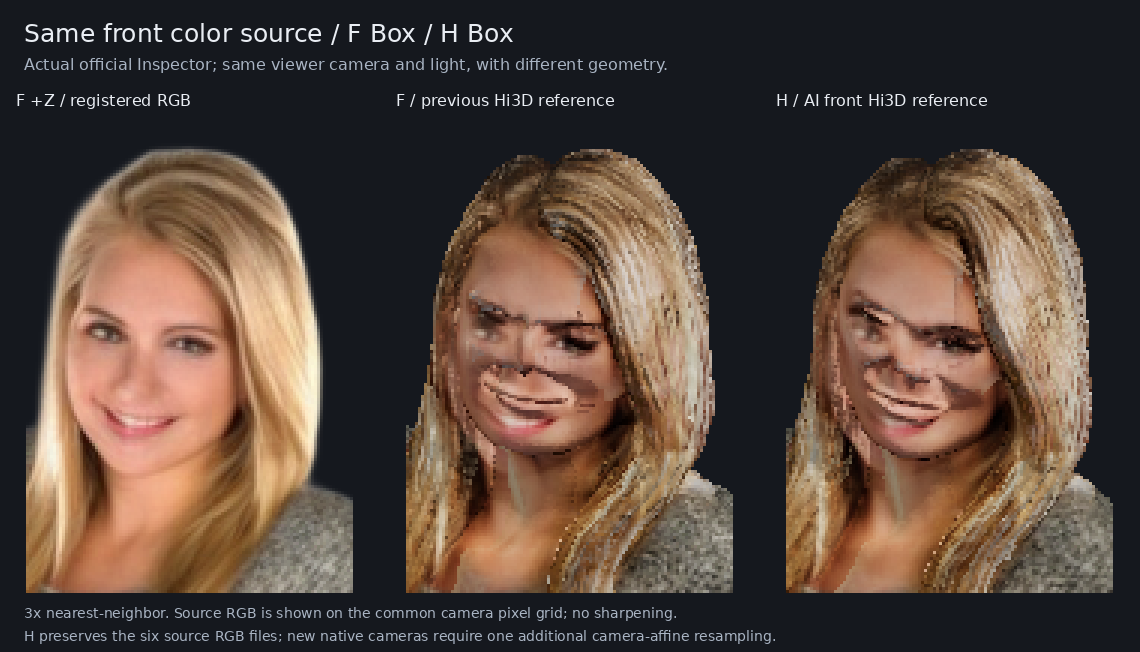 Same front color source / F Box / H Box
Actual official Inspector; same viewer camera and light, with different geometry.
F +Z / registered RGB
F / previous Hi3D reference
H / AI front Hi3D reference
3x nearest-neighbor. Source RGB is shown on the common camera pixel grid; no sharpening.
H preserves the six source RGB files; new native cameras require one additional camera-affine resampling.